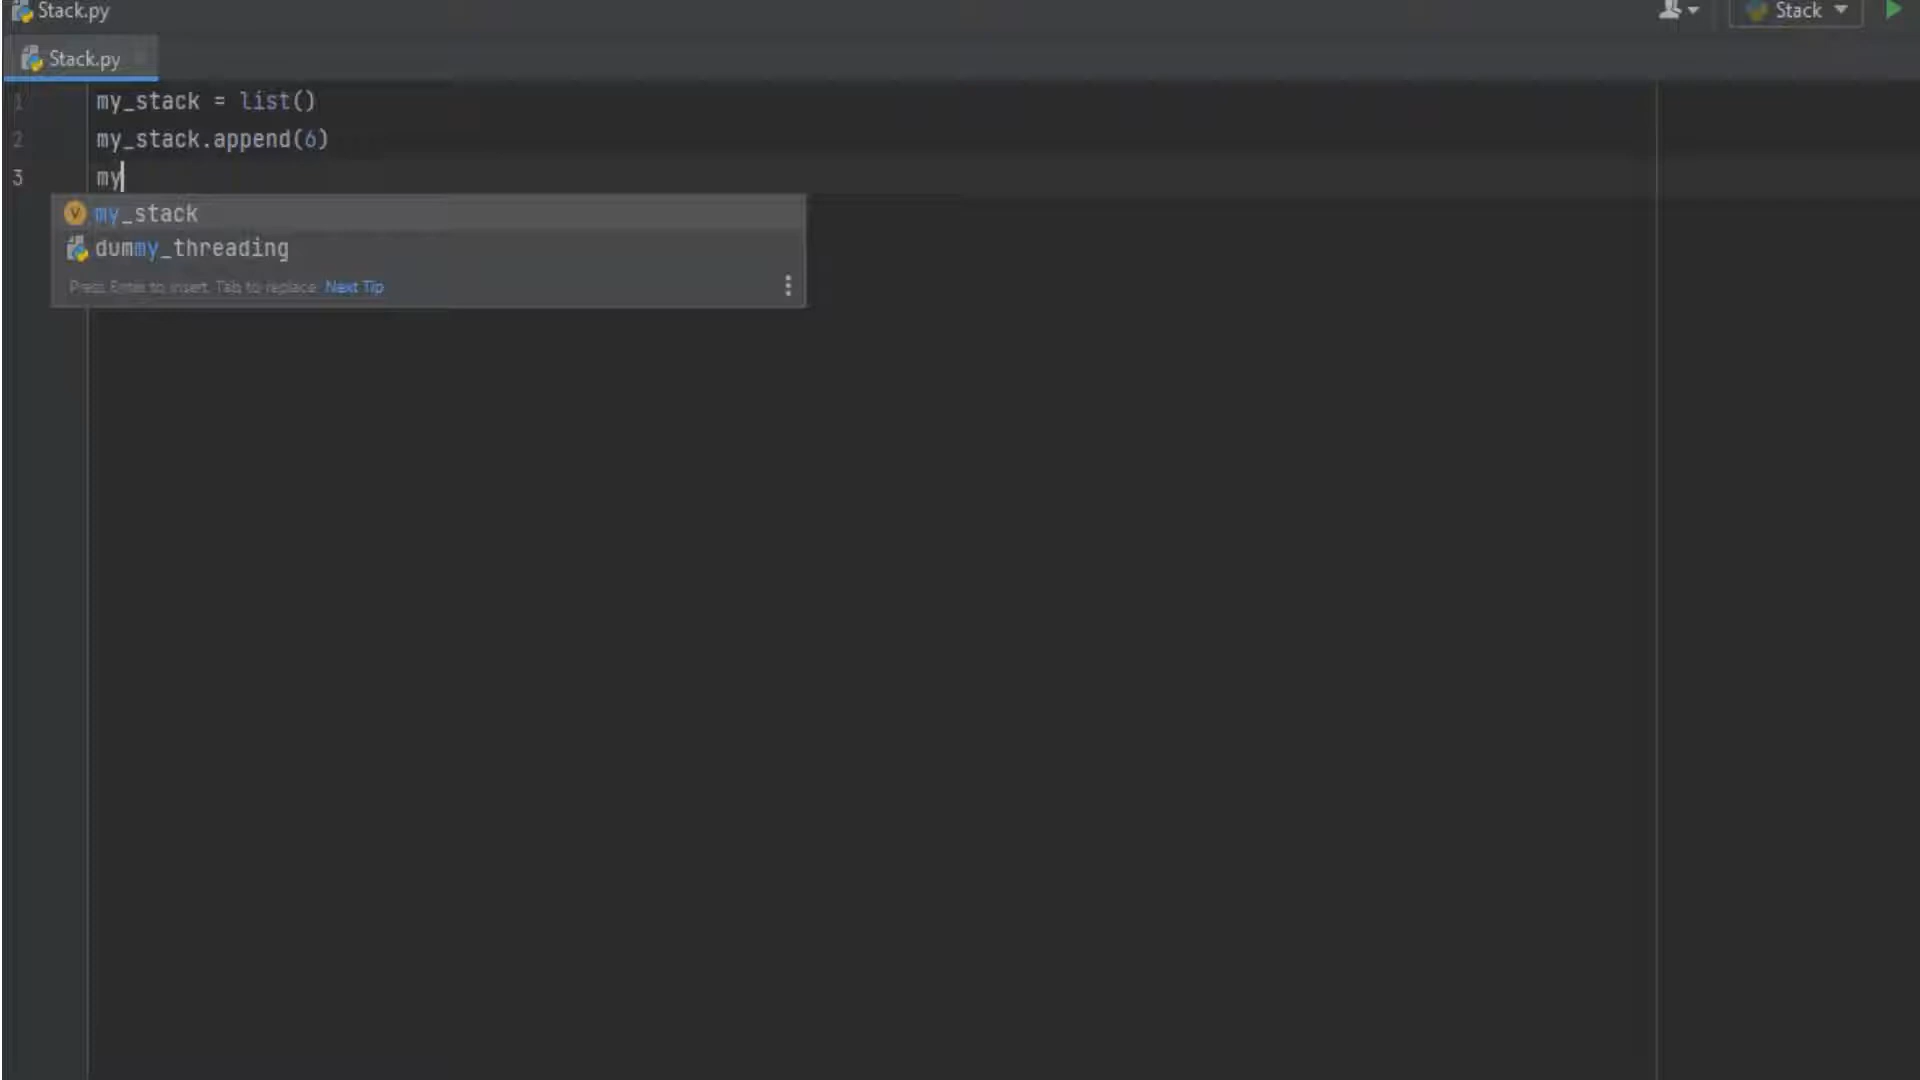 Stack.py
Stack
Stack.py
1 my_stack = list()
2 my_stack.append(6)
3 my
my_stack
dummy_threading
Press Enter to insert, Tab to replace Next Tip